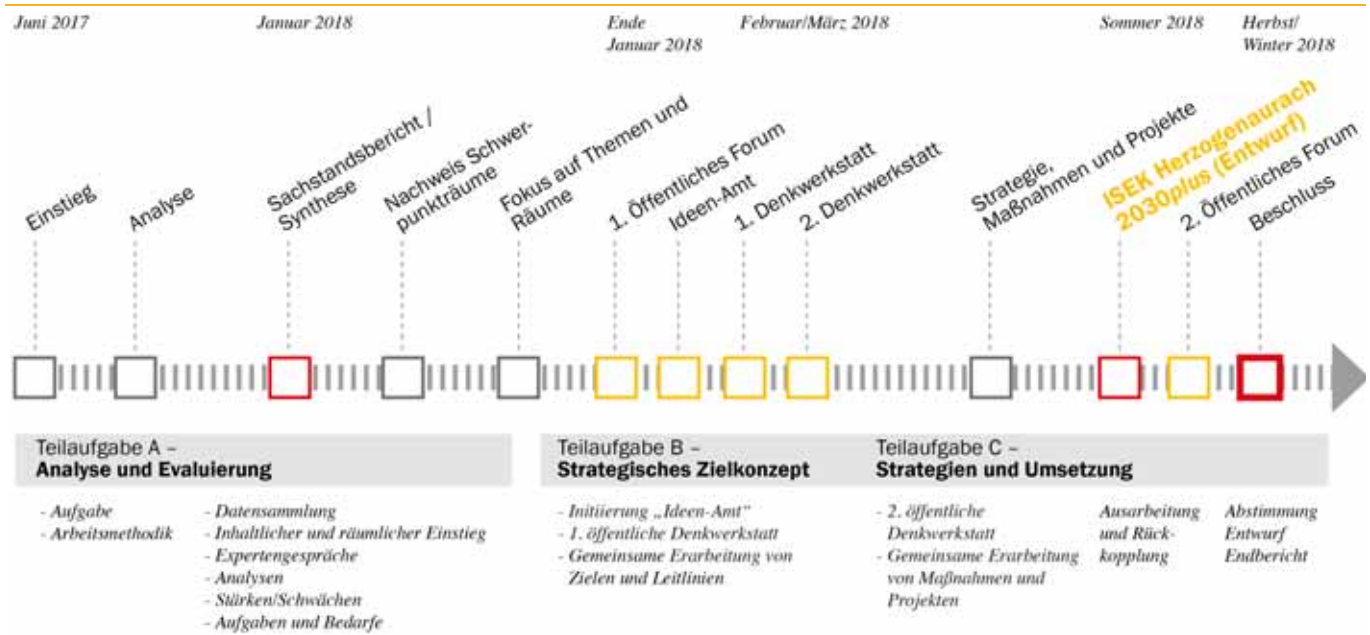 Juni 2017
Januar 2018
Ende
Januar 2018
Februar/März 2018
Sommer 2018
Herbst/
Winter 2018
Einstieg
Analyse
Sachstandsbericht /
Synthese
Nachweis Schwer-
punkträume
Fokus auf Themen und
Räume
1. Öffentliches Forum
Ideen-Amt
1. Denkwerkstatt
2. Denkwerkstatt
Strategie,
Maßnahmen und Projekte
ISEK Herzogenaurach
2030plus (Entwurf)
2. Öffentliches Forum
Beschluss
Teilaufgabe A –
Analyse und Evaluierung
- Aufgabe
- Arbeitsmethodik
- Datensammlung
- Inhaltlicher und räumlicher Einstieg
- Expertengespräche
- Analysen
- Stärken/Schwächen
- Aufgaben und Bedarfe
Teilaufgabe B –
Strategisches Zielkonzept
- Initiierung „Ideen-Amt"
- 1. öffentliche Denkwerkstatt
- Gemeinsame Erarbeitung von
Zielen und Leitlinien
Teilaufgabe C –
Strategien und Umsetzung
- 2. öffentliche
Denkwerkstatt
- Gemeinsame Erarbeitung
von Maßnahmen und
Projekten
Ausarbeitung
und Rück-
kopplung
Abstimmung
Entwurf
Endbericht